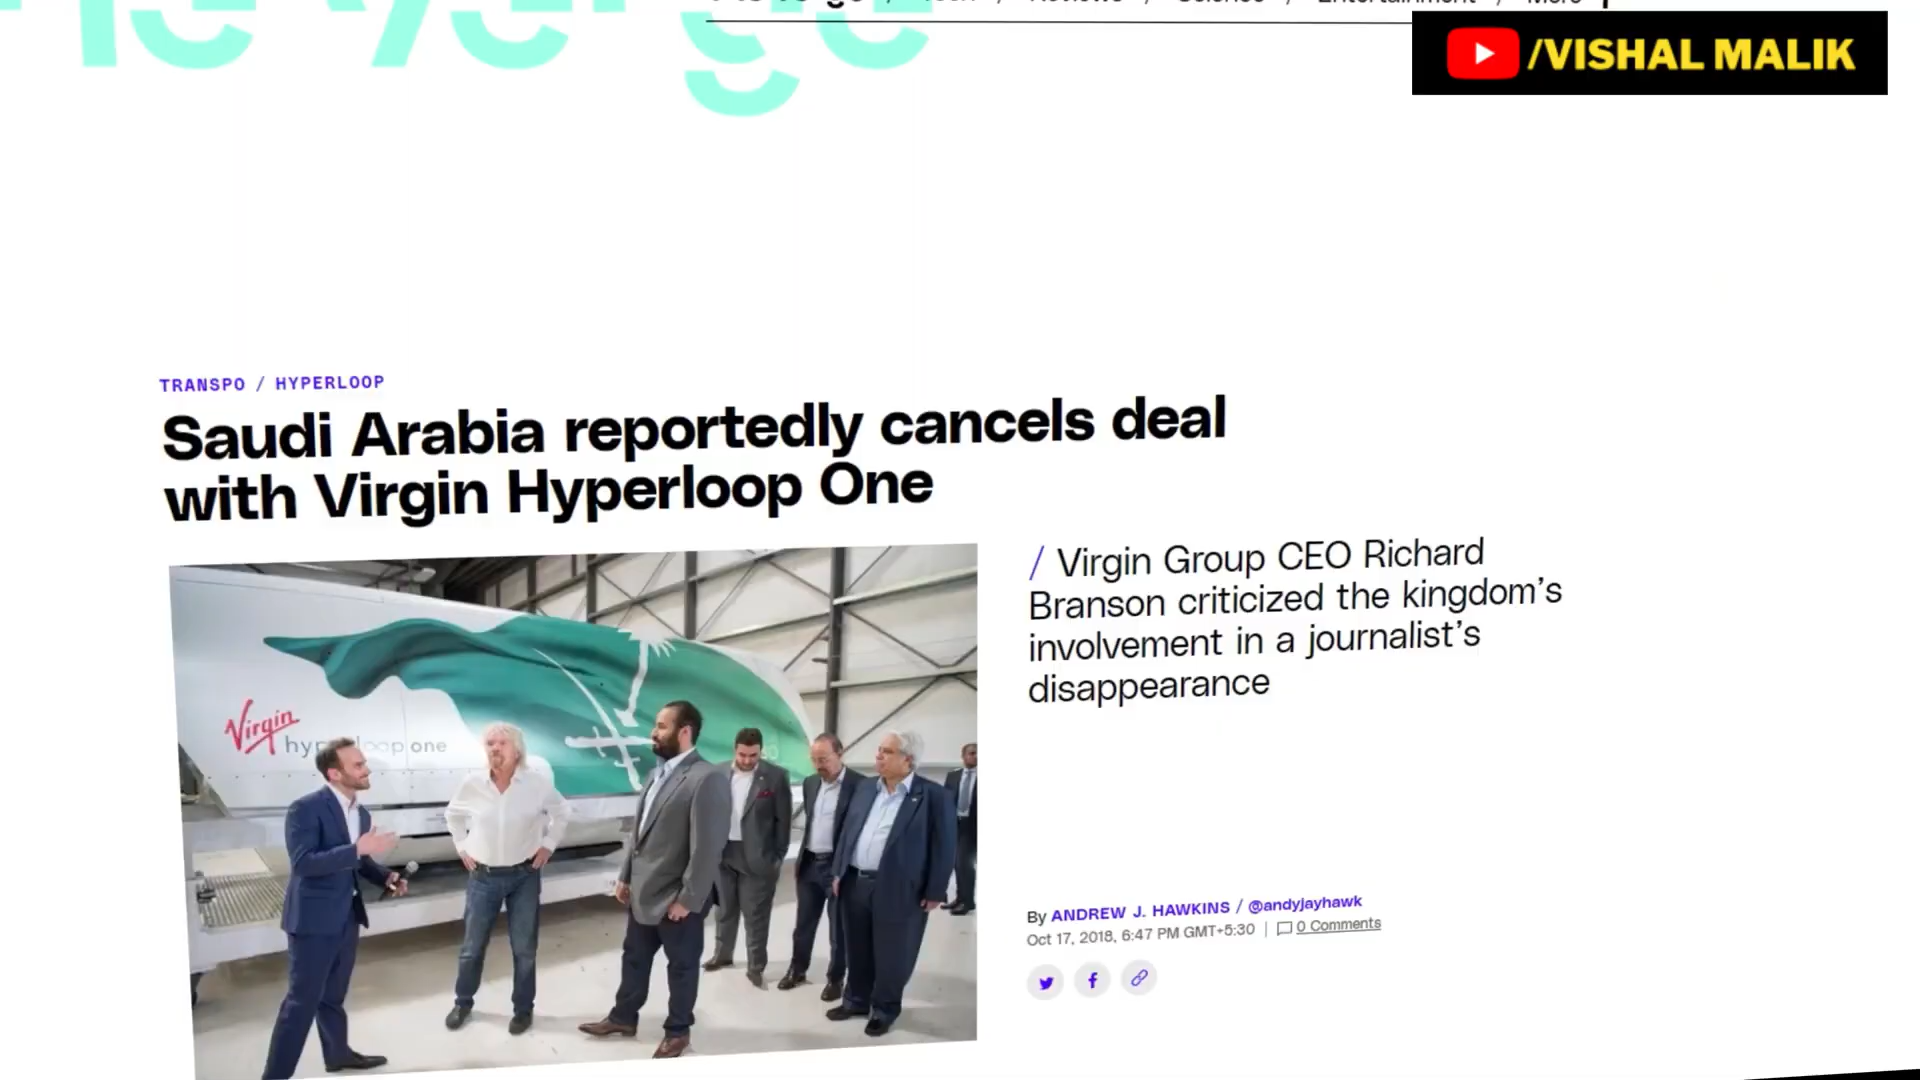 /VISHAL MALIK
TRANSPO / HYPERLOOP
Saudi Arabia reportedly cancels deal
with Virgin Hyperloop One
/ Virgin Group CEO Richard
Branson criticized the kingdom's
involvement in a journalist's
disappearance
Virgin
hyperloop one
By ANDREW J. HAWKINS / @andyjayhawk
Oct 17, 2018, 6:47 PM GMT+5:30 | 0 Comments